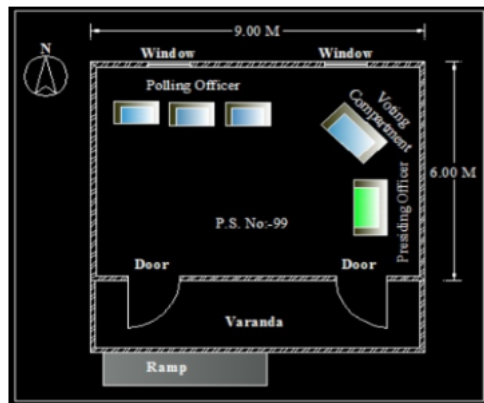 9.00 M
N
Window
Window
Polling Officer
Voting
Compartment
6.00 M
Presiding Officer
P.S. No:-99
Door
Door
Varanda
Ramp